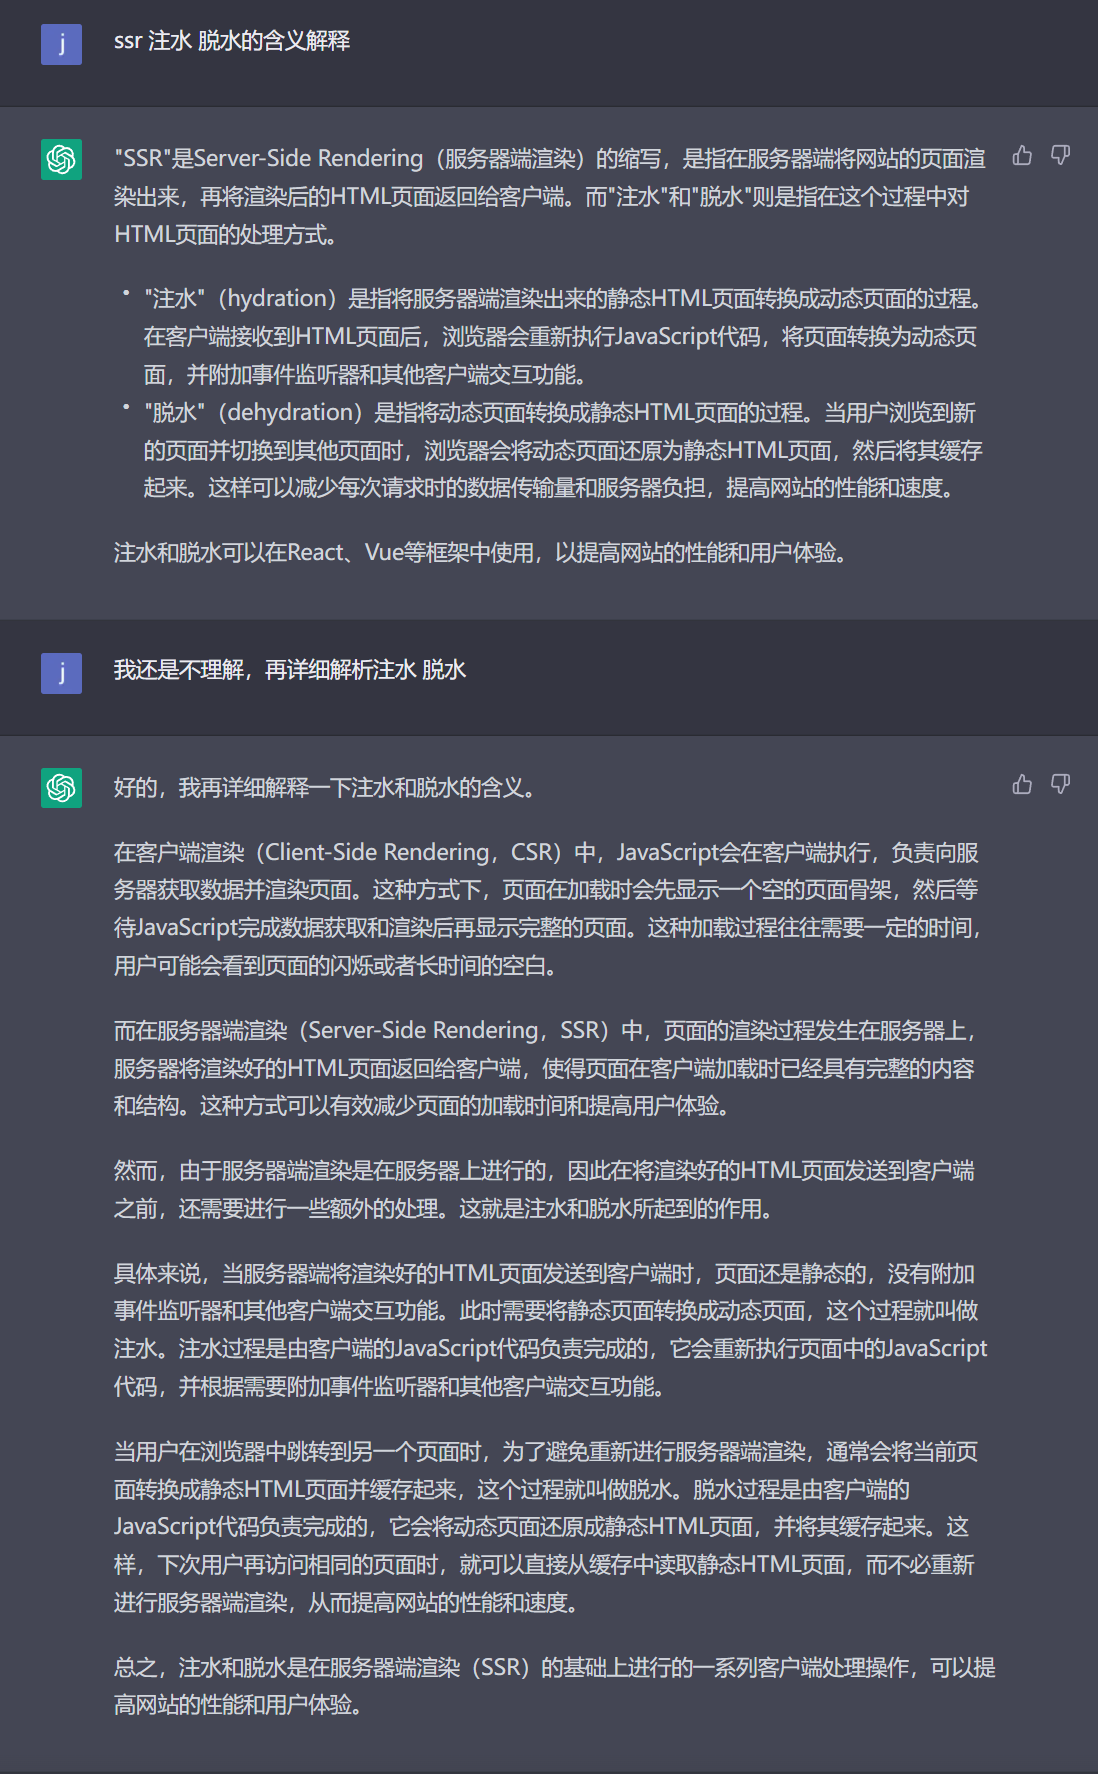 j
ssr 注水 脱水的含义解释
"SSR"是Server-Side Rendering（服务器端渲染）的缩写，是指在服务器端将网站的页面渲
染出来，再将渲染后的HTML页面返回给客户端。而"注水"和"脱水"则是指在这个过程中对
HTML页面的处理方式。
• "注水"（hydration）是指将服务器端渲染出来的静态HTML页面转换成动态页面的过程。
在客户端接收到HTML页面后，浏览器会重新执行JavaScript代码，将页面转换为动态页
面，并附加事件监听器和其他客户端交互功能。
• "脱水"（dehydration）是指将动态页面转换成静态HTML页面的过程。当用户浏览到新
的页面并切换到其他页面时，浏览器会将动态页面还原为静态HTML页面，然后将其缓存
起来。这样可以减少每次请求时的数据传输量和服务器负担，提高网站的性能和速度。
注水和脱水可以在React、Vue等框架中使用，以提高网站的性能和用户体验。
j
我还是不理解，再详细解析注水 脱水
好的，我再详细解释一下注水和脱水的含义。
在客户端渲染（Client-Side Rendering，CSR）中，JavaScript会在客户端执行，负责向服
务器获取数据并渲染页面。这种方式下，页面在加载时会先显示一个空的页面骨架，然后等
待JavaScript完成数据获取和渲染后再显示完整的页面。这种加载过程往往需要一定的时间，
用户可能会看到页面的闪烁或者长时间的空白。
而在服务器端渲染（Server-Side Rendering，SSR）中，页面的渲染过程发生在服务器上，
服务器将渲染好的HTML页面返回给客户端，使得页面在客户端加载时已经具有完整的内容
和结构。这种方式可以有效减少页面的加载时间和提高用户体验。
然而，由于服务器端渲染是在服务器上进行的，因此在将渲染好的HTML页面发送到客户端
之前，还需要进行一些额外的处理。这就是注水和脱水所起到的作用。
具体来说，当服务器端将渲染好的HTML页面发送到客户端时，页面还是静态的，没有附加
事件监听器和其他客户端交互功能。此时需要将静态页面转换成动态页面，这个过程就叫做
注水。注水过程是由客户端的JavaScript代码负责完成的，它会重新执行页面中的JavaScript
代码，并根据需要附加事件监听器和其他客户端交互功能。
当用户在浏览器中跳转到另一个页面时，为了避免重新进行服务器端渲染，通常会将当前页
面转换成静态HTML页面并缓存起来，这个过程就叫做脱水。脱水过程是由客户端的
JavaScript代码负责完成的，它会将动态页面还原成静态HTML页面，并将其缓存起来。这
样，下次用户再访问相同的页面时，就可以直接从缓存中读取静态HTML页面，而不必重新
进行服务器端渲染，从而提高网站的性能和速度。
总之，注水和脱水是在服务器端渲染（SSR）的基础上进行的一系列客户端处理操作，可以提
高网站的性能和用户体验。